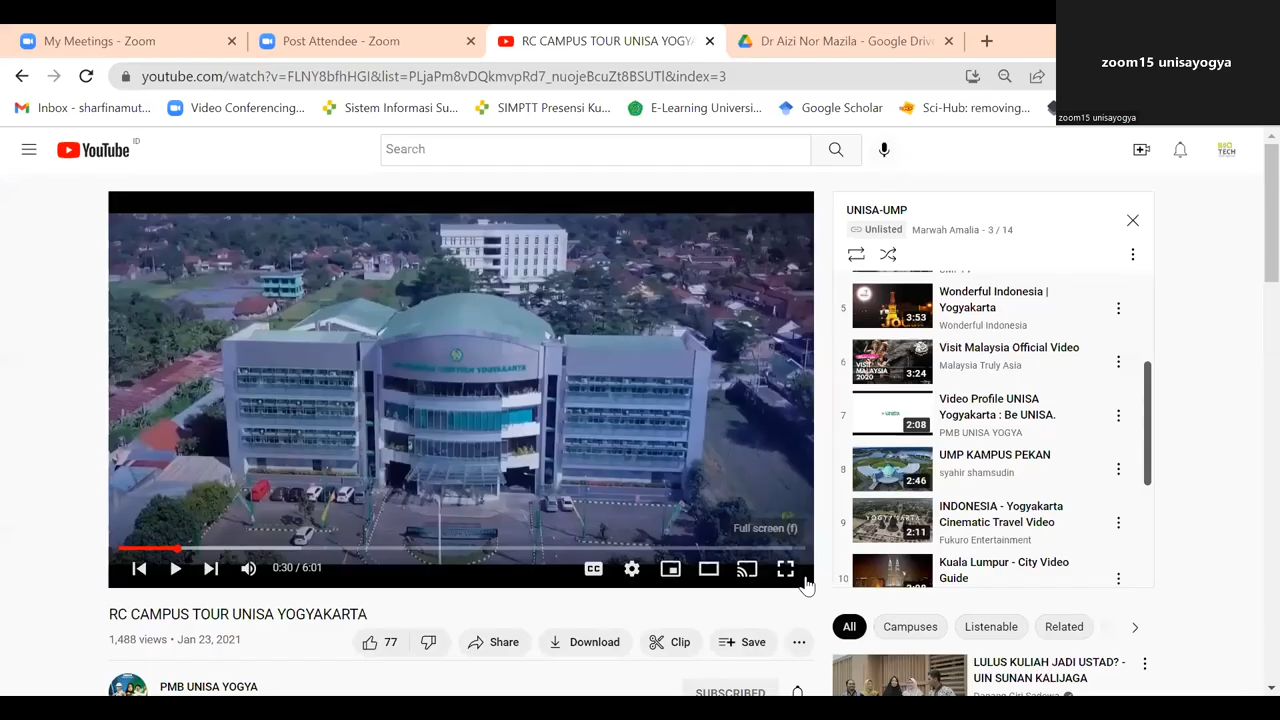 My Meetings - Zoom
Post Attendee - Zoom
RC CAMPUS TOUR UNISA YOGYA
Dr Aizi Nor Mazila - Google Drive
zoom15 unisayogya
zoom15 unisayogya
youtube.com/watch?v=FLNY8bfhHGI&list=PLjaPm8vDQkmvpRd7_nuojeBcuZt8BSUTl&index=3
Inbox - sharfinamut...
Video Conferencing...
Sistem Informasi Su...
SIMPTT Presensi Ku...
E-Learning Universi...
Google Scholar
Sci-Hub: removing...
YouTube ID
Search
UNISA-UMP
Unlisted Marwah Amalia - 3 / 14
5
Wonderful Indonesia |
Yogyakarta
Wonderful Indonesia
3:53
6
Visit Malaysia Official Video
Malaysia Truly Asia
VISIT
MALAYSIA
2020
3:24
7
Video Profile UNISA
Yogyakarta : Be UNISA.
PMB UNISA YOGYA
2:08
8
UMP KAMPUS PEKAN
syahir shamsudin
2:46
9
INDONESIA - Yogyakarta
Cinematic Travel Video
Fukuro Entertainment
2:11
10
Kuala Lumpur - City Video
Guide
Full screen (f)
0:30 / 6:01
CC
RC CAMPUS TOUR UNISA YOGYAKARTA
1,488 views • Jan 23, 2021
77
Share
Download
Clip
Save
PMB UNISA YOGYA
SUBSCRIBED
All
Campuses
Listenable
Related
LULUS KULIAH JADI USTAD? -
UIN SUNAN KALIJAGA